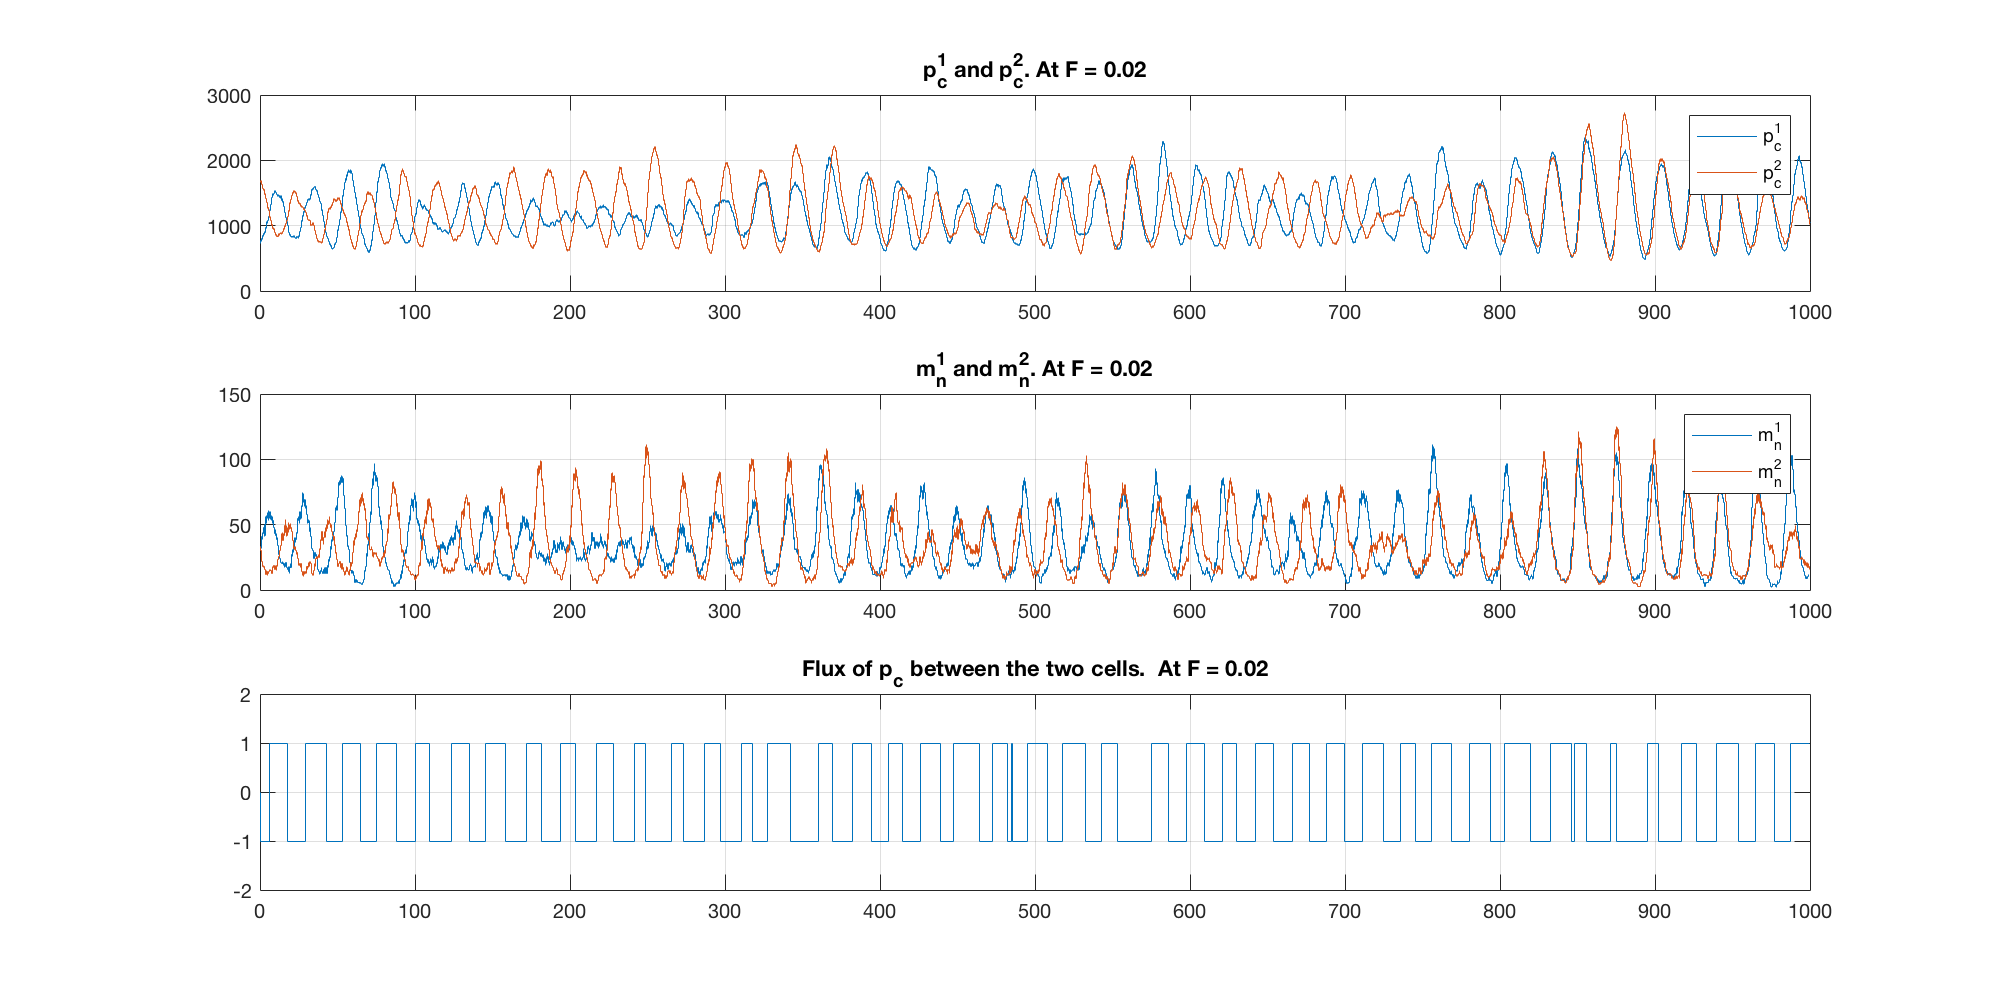 p_c^1 and p_c^2. At F = 0.02
3000
2000
1000
0
0 100 200 300 400 500 600 700 800 900 1000
p_c^1
p_c^2
m_n^1 and m_n^2. At F = 0.02
150
100
50
0
0 100 200 300 400 500 600 700 800 900 1000
m_n^1
m_n^2
Flux of p_c between the two cells. At F = 0.02
2
1
0
-1
-2
0 100 200 300 400 500 600 700 800 900 1000